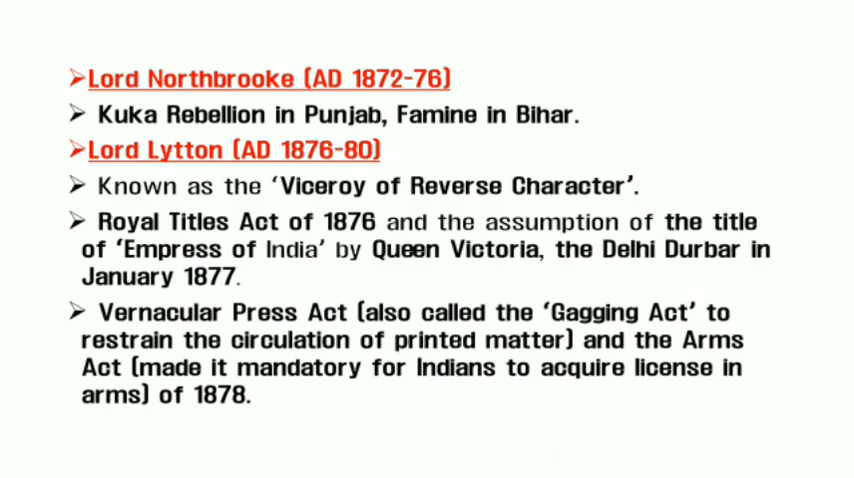 ➢Lord Northbrooke (AD 1872-76)
➢ Kuka Rebellion in Punjab, Famine in Bihar.
➢Lord Lytton (AD 1876-80)
➢ Known as the ‘Viceroy of Reverse Character’.
➢ Royal Titles Act of 1876 and the assumption of the title
of ‘Empress of India’ by Queen Victoria, the Delhi Durbar in
January 1877.
➢ Vernacular Press Act (also called the ‘Gagging Act’ to
restrain the circulation of printed matter) and the Arms
Act (made it mandatory for Indians to acquire license in
arms) of 1878.